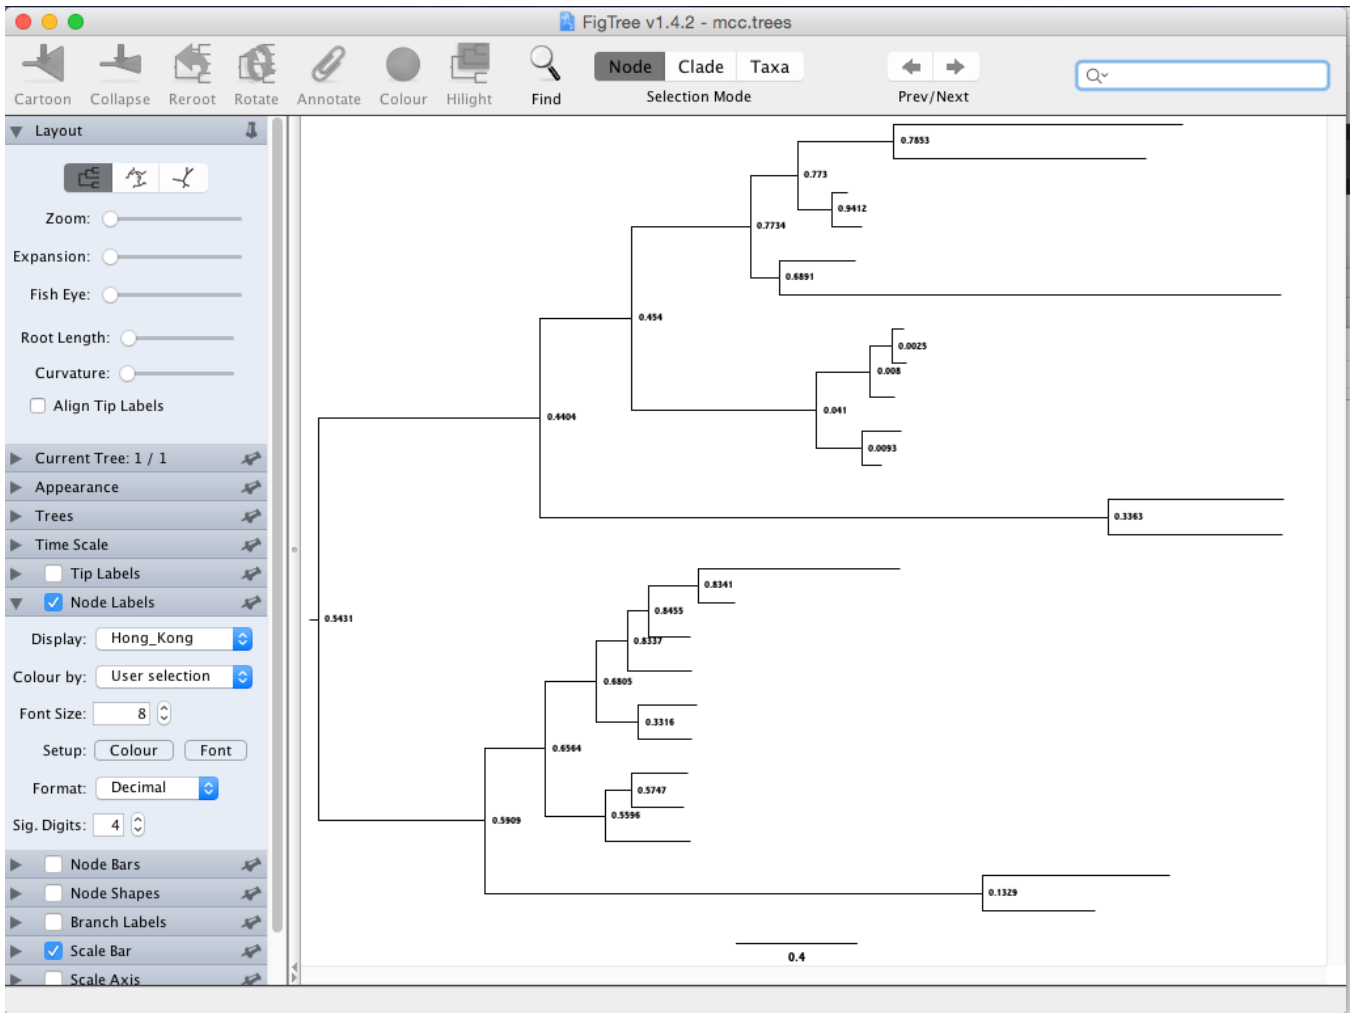 FigTree v1.4.2 - mcc.trees
Cartoon Collapse Reroot Rotate Annotate Colour Hilight Find Node Clade Taxa Selection Mode Prev/Next
Layout
Zoom:
Expansion:
Fish Eye:
Root Length:
Curvature:
Align Tip Labels
Current Tree: 1 / 1
Appearance
Trees
Time Scale
Tip Labels
Node Labels
Display: Hong_Kong
Colour by: User selection
Font Size: 8
Setup: Colour Font
Format: Decimal
Sig. Digits: 4
Node Bars
Node Shapes
Branch Labels
Scale Bar
Scale Axis
0.7853
0.773
0.9412
0.7734
0.6891
0.454
0.0025
0.008
0.041
0.4404
0.0093
0.3363
0.8341
0.8455
0.5431
0.8337
0.6805
0.3316
0.6564
0.5747
0.5596
0.5909
0.1329
0.4